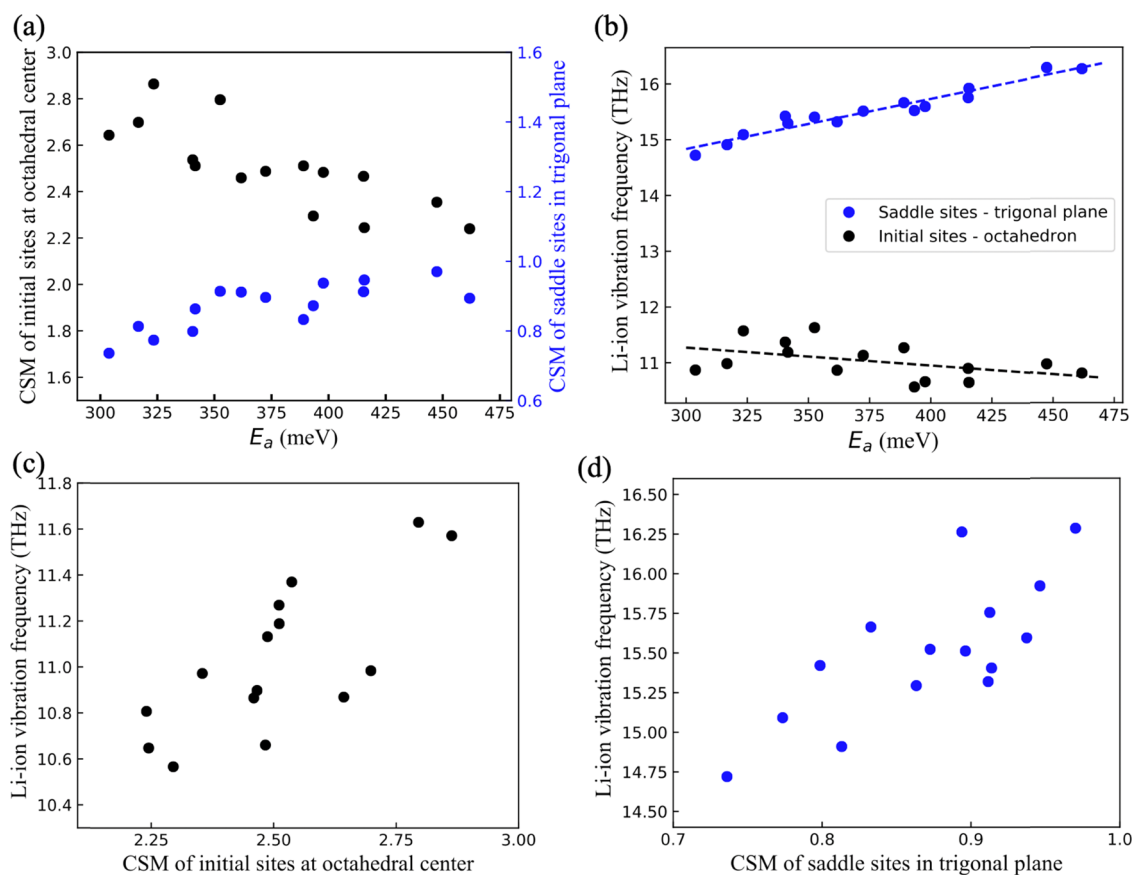 (a)
CSM of initial sites at octahedral center
3.0
2.8
2.6
2.4
2.2
2.0
1.8
1.6
1.6
1.4
1.2
1.0
0.8
0.6
CSM of saddle sites in trigonal plane
300 325 350 375 400 425 450 475
Ea (meV)
(b)
Li-ion vibration frequency (THz)
16
15
14
13
12
11
Saddle sites - trigonal plane
Initial sites - octahedron
300 325 350 375 400 425 450 475
Ea (meV)
(c)
Li-ion vibration frequency (THz)
11.8
11.6
11.4
11.2
11.0
10.8
10.6
10.4
2.25 2.50 2.75 3.00
CSM of initial sites at octahedral center
(d)
Li-ion vibration frequency (THz)
16.50
16.25
16.00
15.75
15.50
15.25
15.00
14.75
14.50
0.7 0.8 0.9 1.0
CSM of saddle sites in trigonal plane